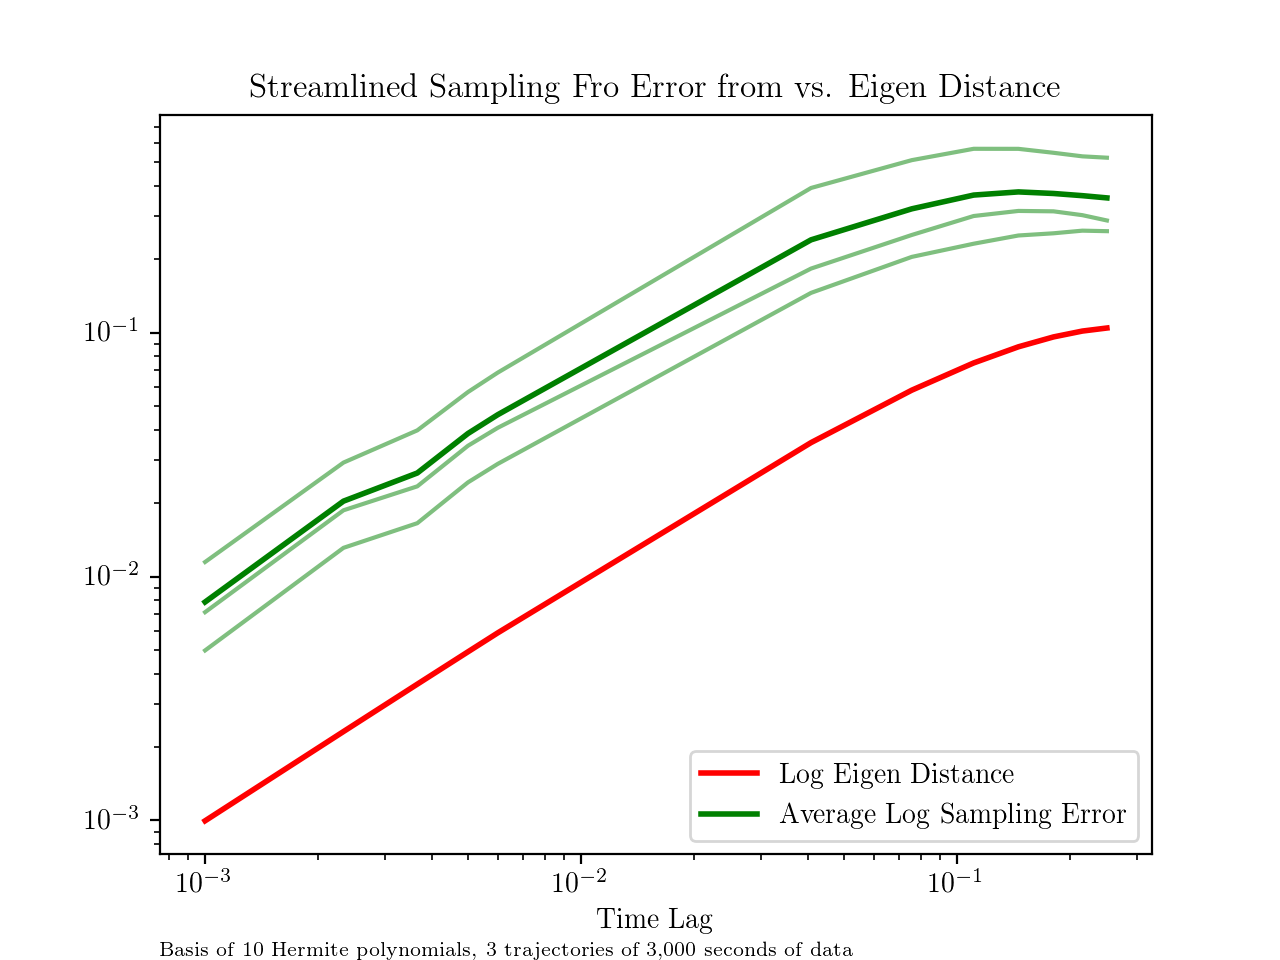 Streamlined Sampling Fro Error from vs. Eigen Distance
10⁻¹
10⁻²
10⁻³
Log Eigen Distance
Average Log Sampling Error
10⁻³ 10⁻² 10⁻¹
Time Lag
Basis of 10 Hermite polynomials, 3 trajectories of 3,000 seconds of data